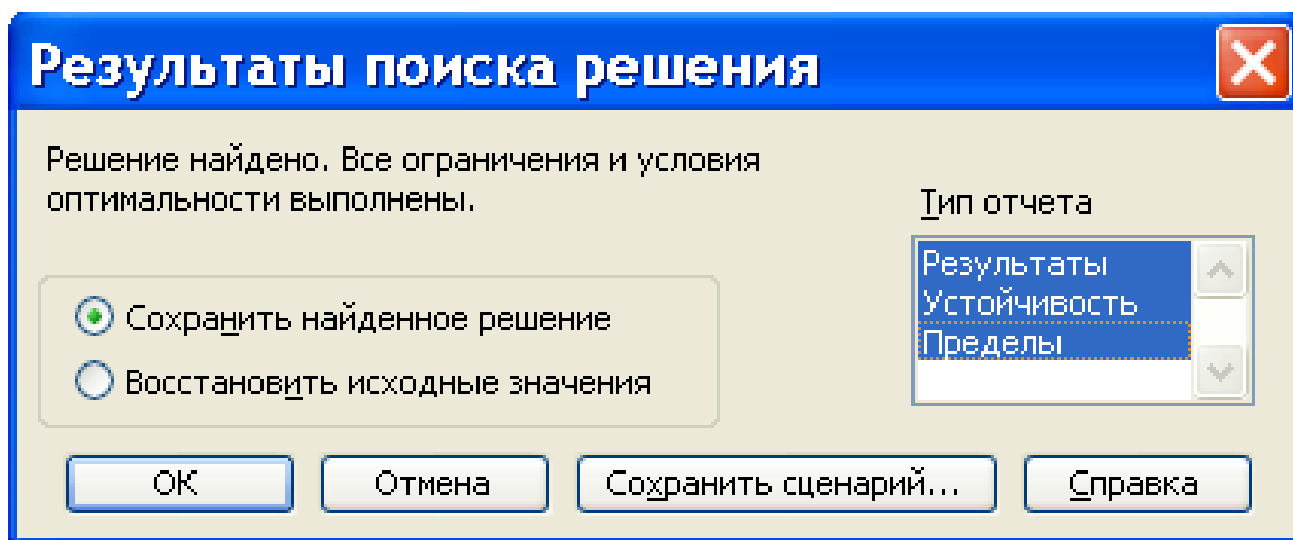 Результаты поиска решения
Решение найдено. Все ограничения и условия
оптимальности выполнены.
Тип отчета
Результаты
Устойчивость
Пределы
Сохранить найденное решение
Восстановить исходные значения
ОК
Отмена
Сохранить сценарий...
Справка